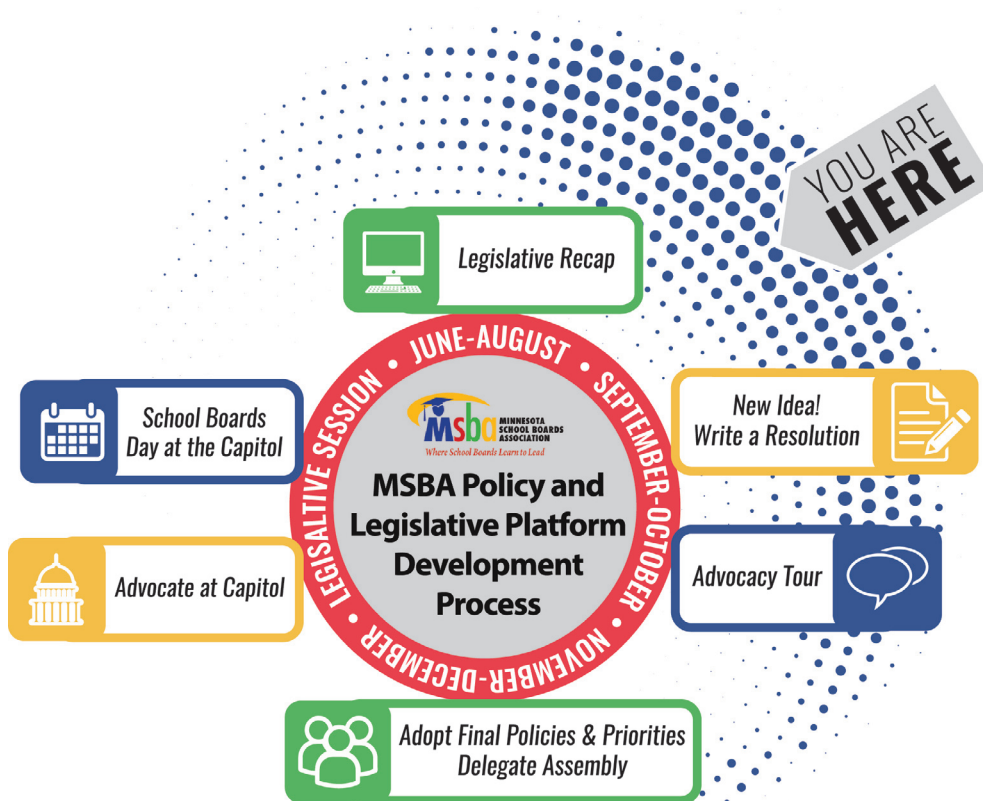 YOU ARE
HERE
Legislative Recap
JUNE-AUGUST • SEPTEMBER-OCTOBER • NOVEMBER-DECEMBER • LEGISALTIVE SESSION •
School Boards
Day at the Capitol
New Idea!
Write a Resolution
Msba
MINNESOTA
SCHOOL BOARDS
ASSOCIATION
Where School Boards Learn to Lead
MSBA Policy and
Legislative Platform
Development
Process
Advocate at Capitol
Advocacy Tour
Adopt Final Policies & Priorities
Delegate Assembly